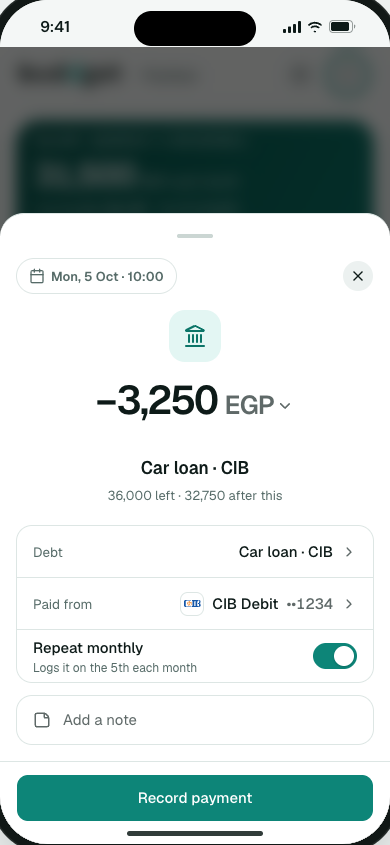 9:41
Mon, 5 Oct · 10:00
−3,250 EGP
Car loan · CIB
36,000 left · 32,750 after this
Debt
Car loan · CIB
Paid from
CIB Debit ··1234
Repeat monthly
Logs it on the 5th each month
Add a note
Record payment